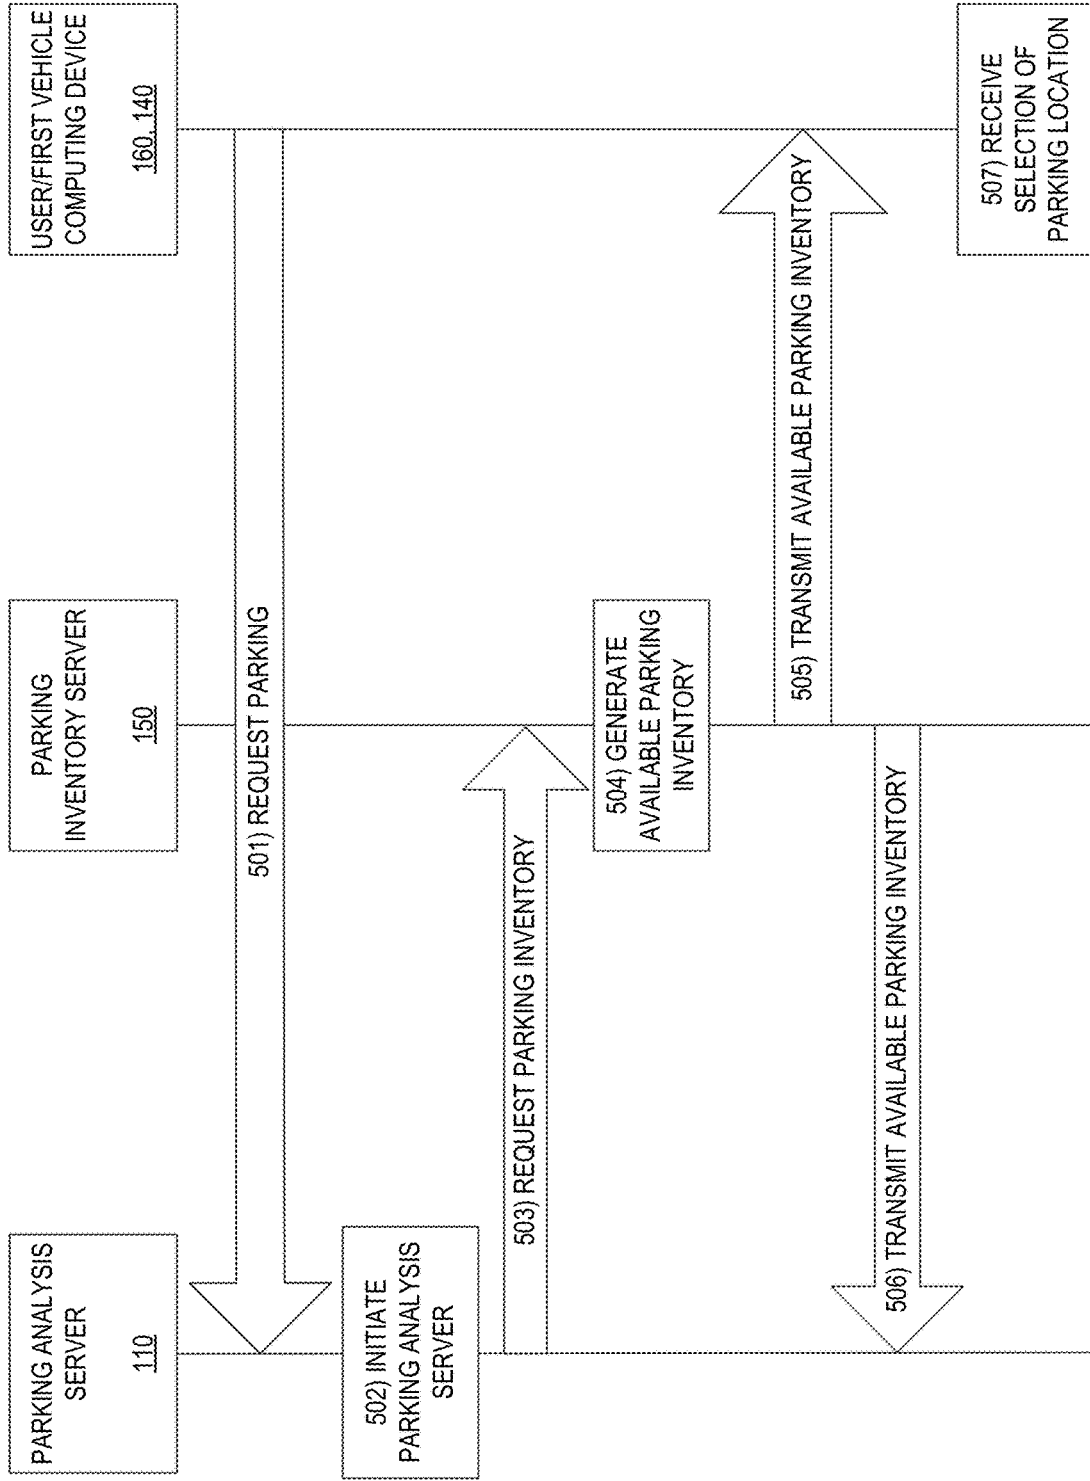 PARKING ANALYSIS
SERVER
110
PARKING
INVENTORY SERVER
150
USER/FIRST VEHICLE
COMPUTING DEVICE
160, 140
501) REQUEST PARKING
502) INITIATE
PARKING ANALYSIS
SERVER
503) REQUEST PARKING INVENTORY
504) GENERATE
AVAILABLE PARKING
INVENTORY
505) TRANSMIT AVAILABLE PARKING INVENTORY
506) TRANSMIT AVAILABLE PARKING INVENTORY
507) RECEIVE
SELECTION OF
PARKING LOCATION